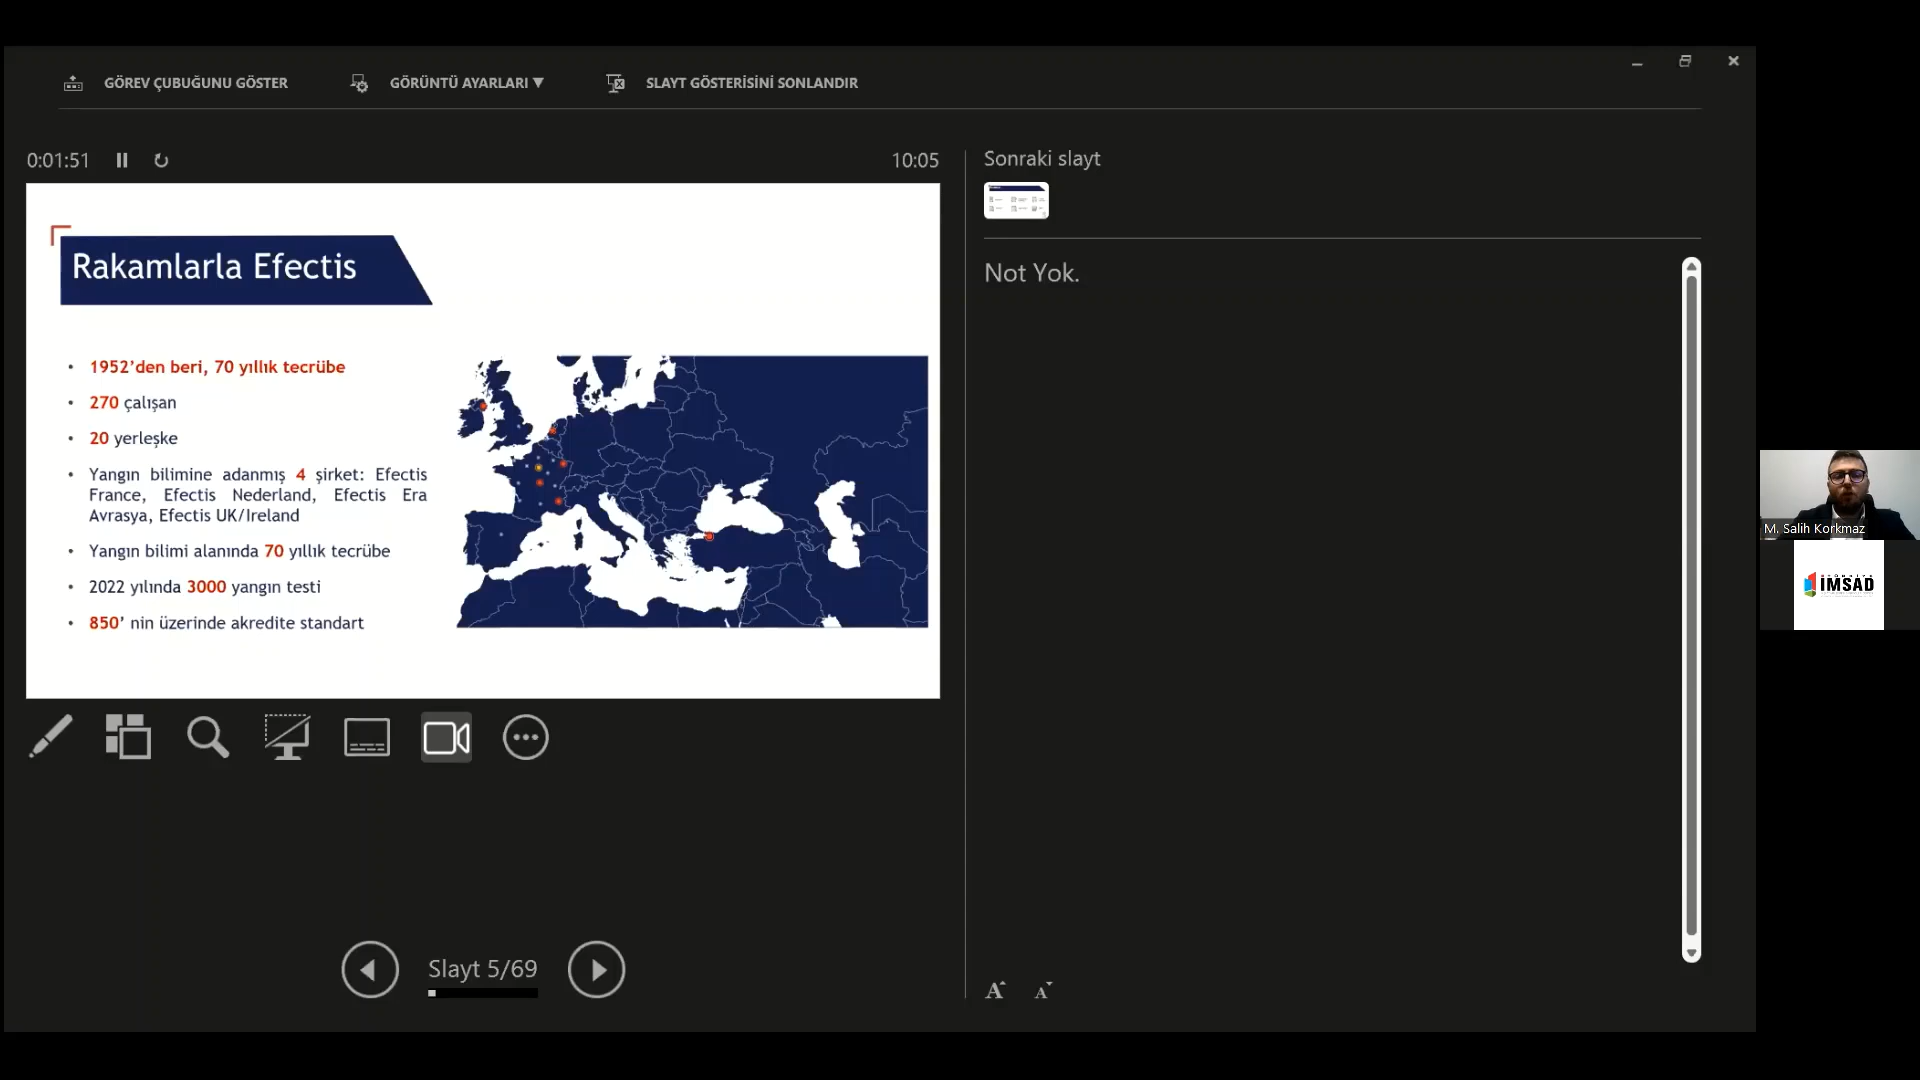 GÖREV ÇUBUĞUNU GÖSTER
GÖRÜNTÜ AYARLARI ▼
SLAYT GÖSTERİSİNİ SONLANDIR
0:01:51
10:05
Rakamlarla Efectis
• 1952’den beri, 70 yıllık tecrübe
• 270 çalışan
• 20 yerleşke
• Yangın bilimine adanmış 4 şirket: Efectis
France, Efectis Nederland, Efectis Era
Avrasya, Efectis UK/Ireland
• Yangın bilimi alanında 70 yıllık tecrübe
• 2022 yılında 3000 yangın testi
• 850’ nin üzerinde akredite standart
Slayt 5/69
Sonraki slayt
Not Yok.
A A
M. Salih Korkmaz
İMSAD